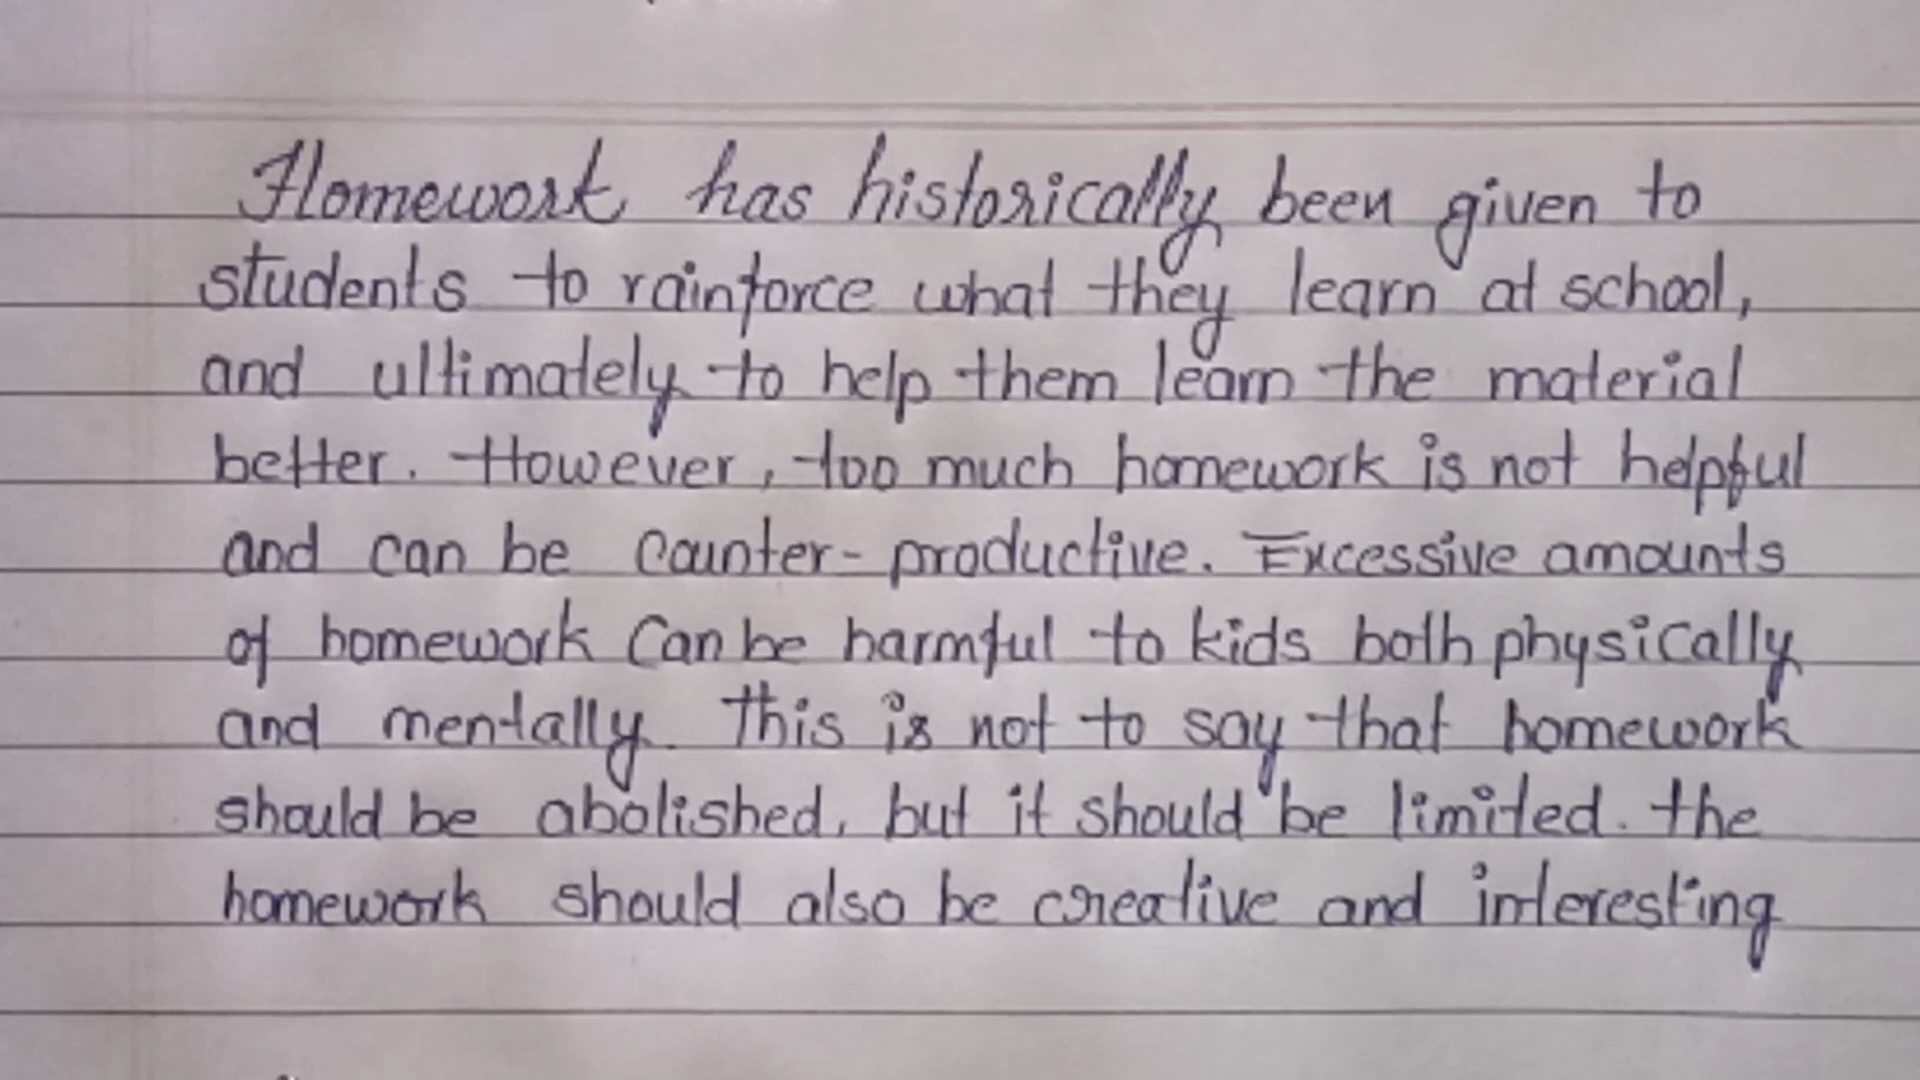 Homework has historically been given to
students to rainforce what they learn at school,
and ultimately to help them learn the material
better. However, too much homework is not helpful
and can be counter-productive. Excessive amounts
of homework Can be harmful to kids both physically
and mentally. This is not to say that homework
should be abolished, but it should be limited. the
homework should also be creative and interesting